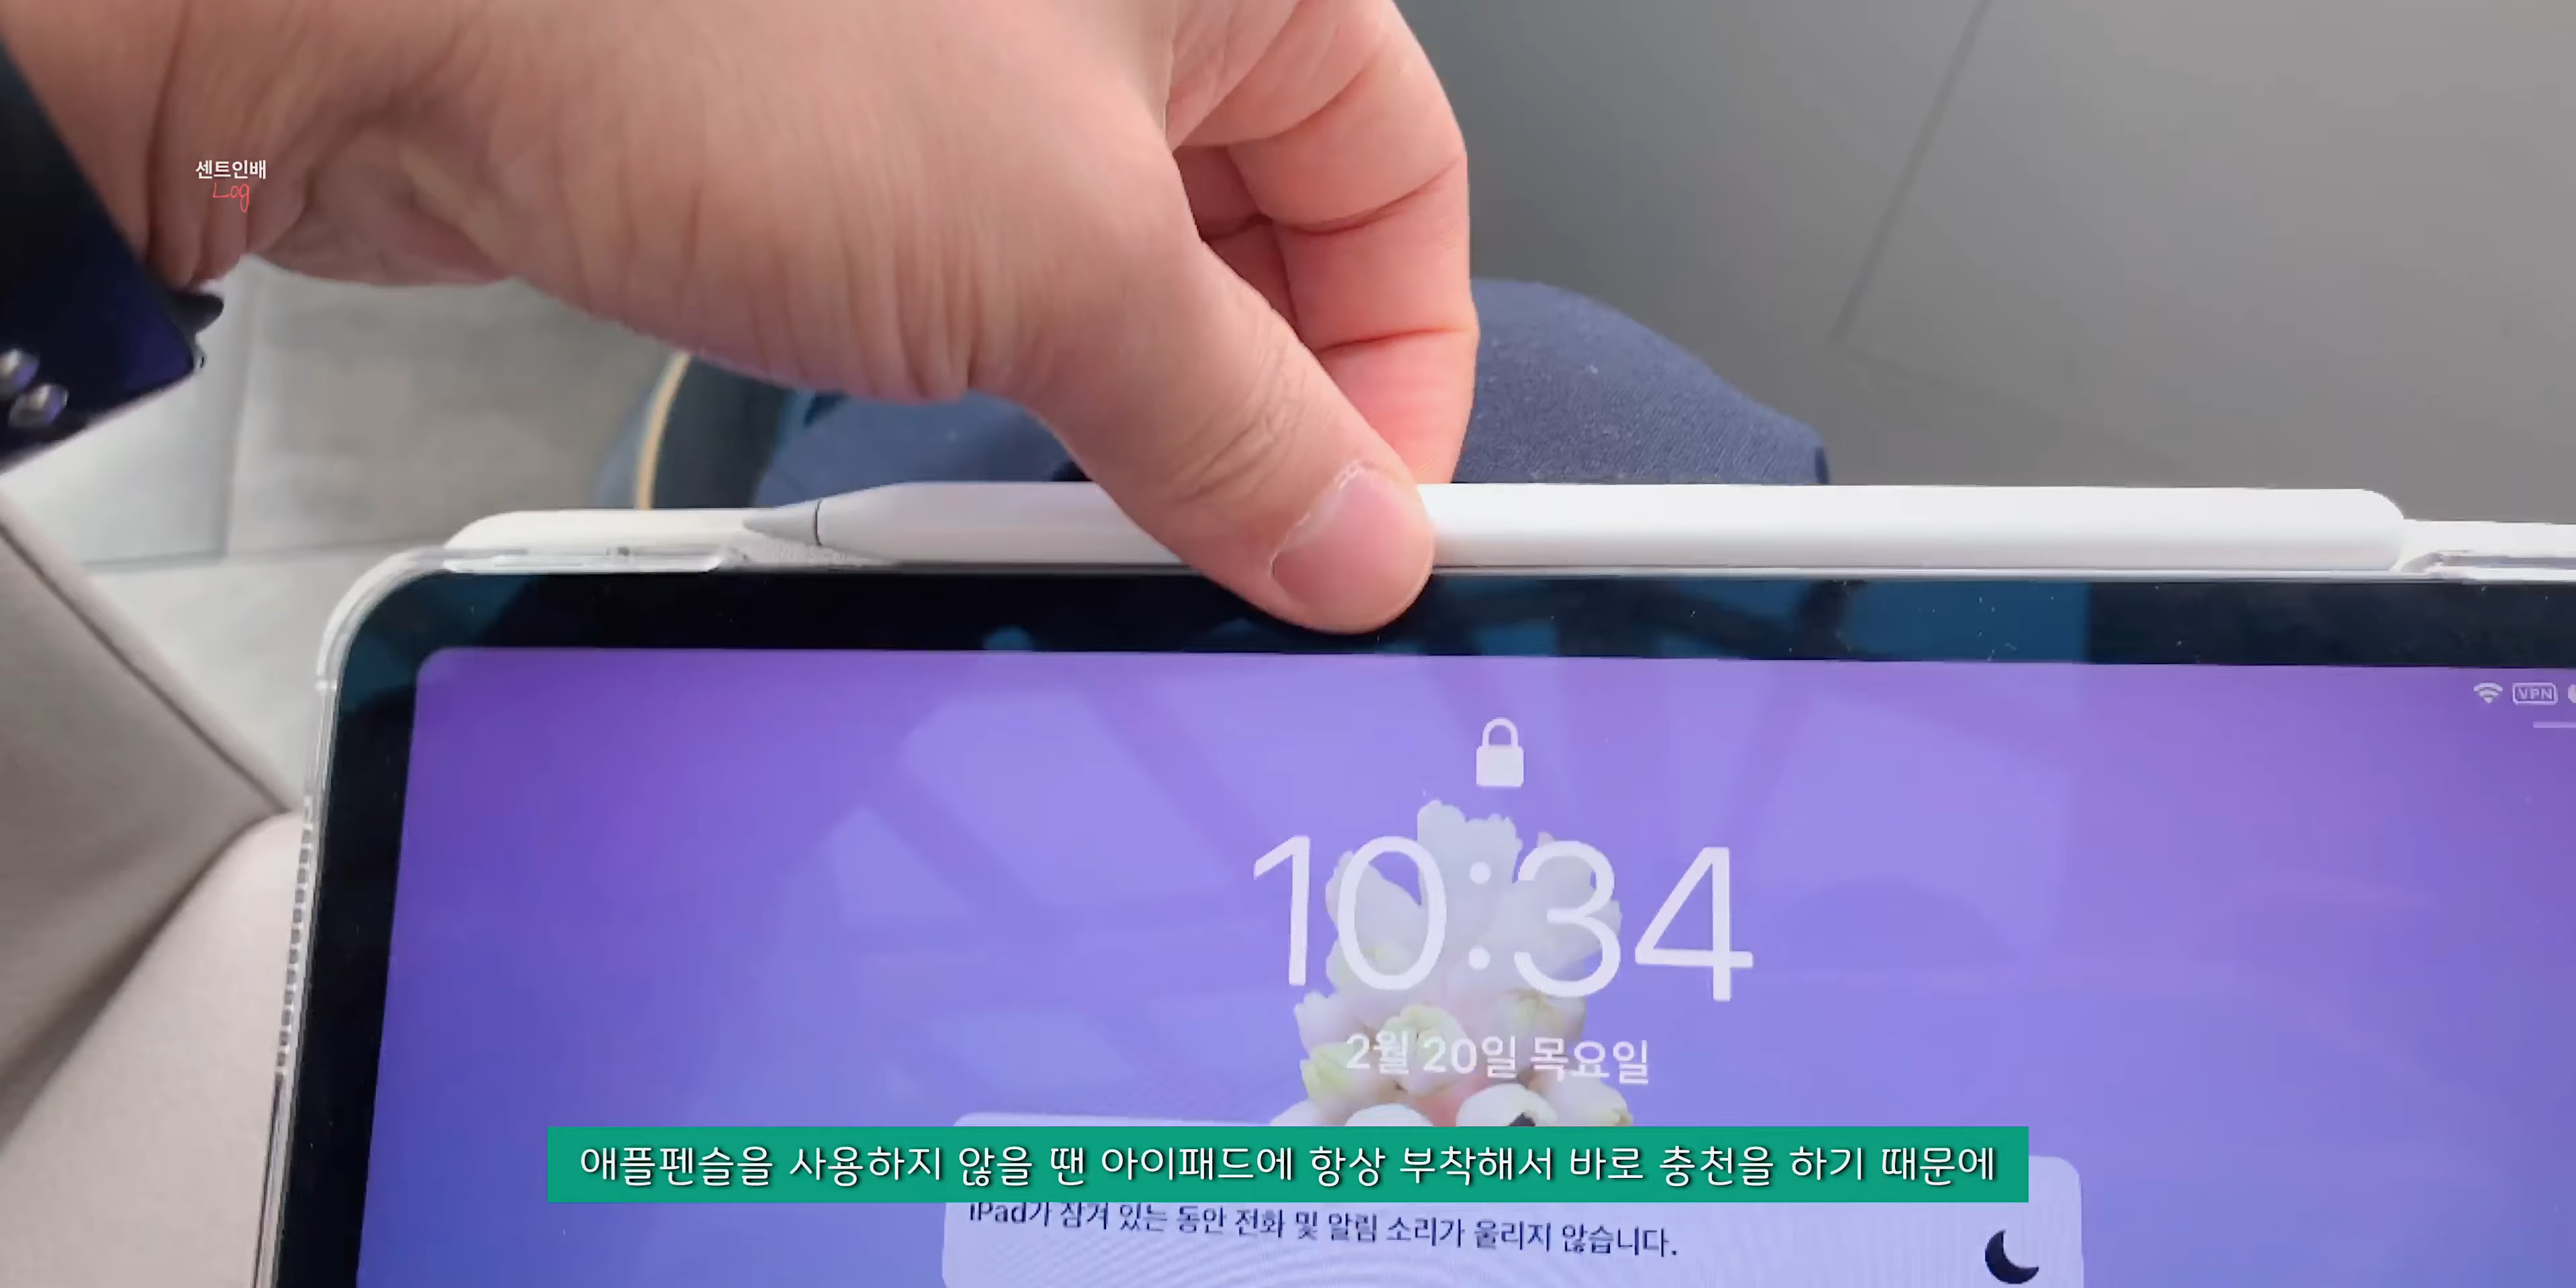 센트인배
Log
VPN
10:34
2월 20일 목요일
애플펜슬을 사용하지 않을 땐 아이패드에 항상 부착해서 바로 충천을 하기 때문에
iPad가 잠겨 있는 동안 전화 및 알림 소리가 울리지 않습니다.